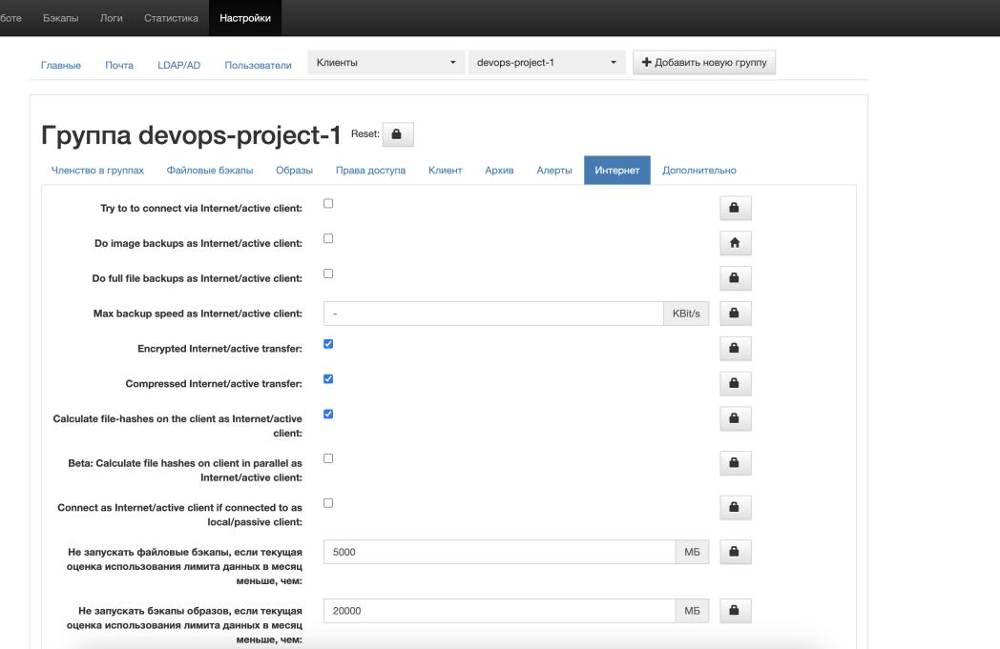 боте Бэкапы Логи Статистика Настройки
Главные Почта LDAP/AD Пользователи Клиенты devops-project-1 Добавить новую группу
Группа devops-project-1 Reset:
Членство в группах Файловые бэкапы Образы Права доступа Клиент Архив Алерты Интернет Дополнительно
Try to to connect via Internet/active client:
Do image backups as Internet/active client:
Do full file backups as Internet/active client:
Max backup speed as Internet/active client: - KBit/s
Encrypted Internet/active transfer:
Compressed Internet/active transfer:
Calculate file-hashes on the client as Internet/active
client:
Beta: Calculate file hashes on client in parallel as
Internet/active client:
Connect as Internet/active client if connected to as
local/passive client:
Не запускать файловые бэкапы, если текущая 5000 МБ
оценка использования лимита данных в месяц
меньше, чем:
Не запускать бэкапы образов, если текущая 20000 МБ
оценка использования лимита данных в месяц
меньше, чем: